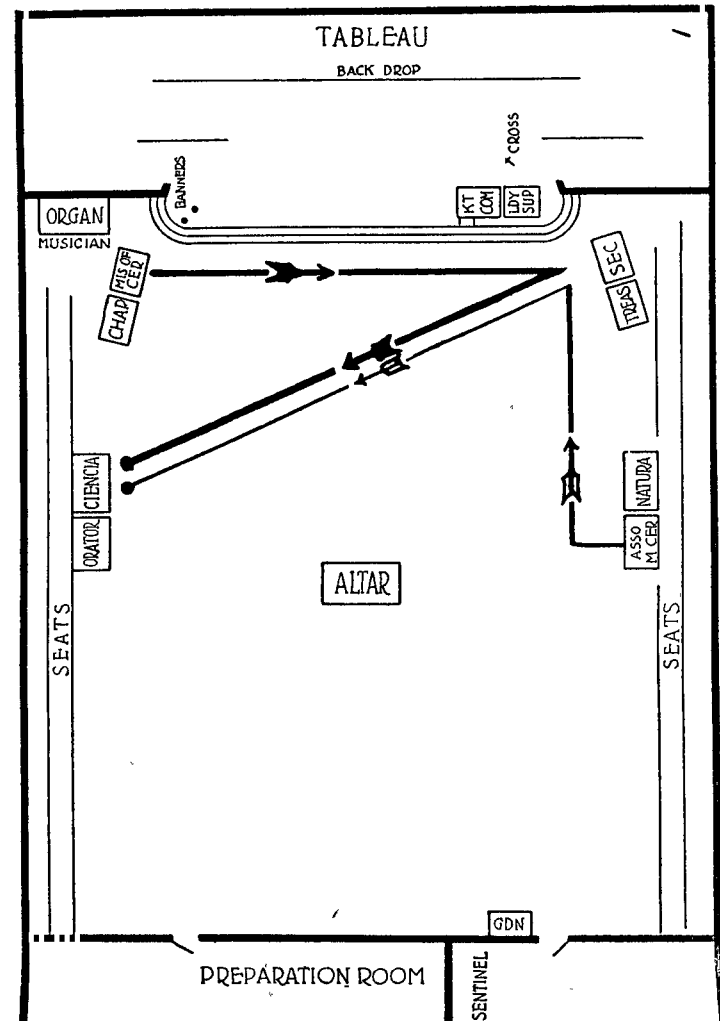 TABLEAU
BACK DROP
CROSS
BANNERS
KT
COM
LDY
SUP
ORGAN
MUSICIAN
MIS OF
CER
CHAP
SEC
TREAS
CIENCIA
ORATOR
NATURA
ASSO
M. CER
ALTAR
SEATS
SEATS
GDN
PREPARATION ROOM
SENTINEL